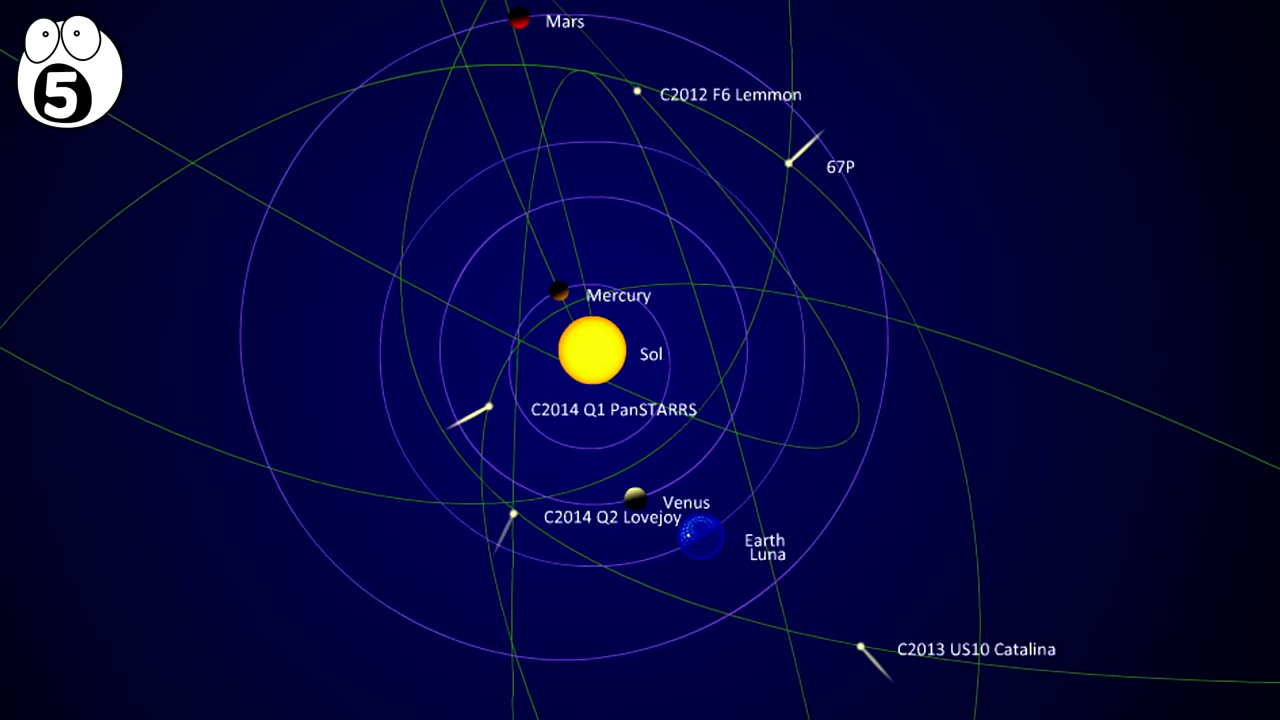 5
Mars
C2012 F6 Lemmon
67P
Mercury
Sol
C2014 Q1 PanSTARRS
Venus
C2014 Q2 Lovejoy
Earth
Luna
C2013 US10 Catalina